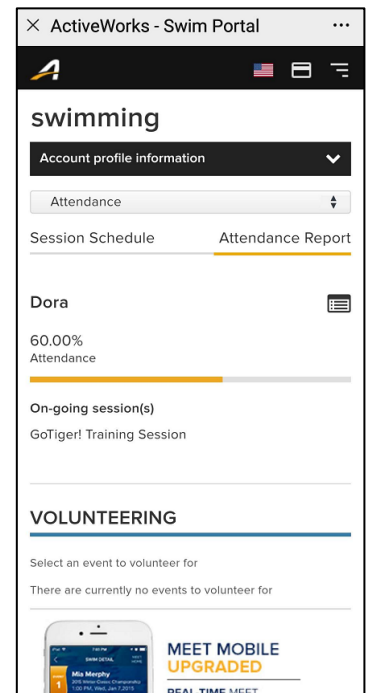 ActiveWorks - Swim Portal
swimming
Account profile information
Attendance
Session Schedule
Attendance Report
Dora
60.00%
Attendance
On-going session(s)
GoTiger! Training Session
VOLUNTEERING
Select an event to volunteer for
There are currently no events to volunteer for
SWIM DETAIL
Mia Merphy
1
MEET MOBILE
UPGRADED
REAL TIME MEET